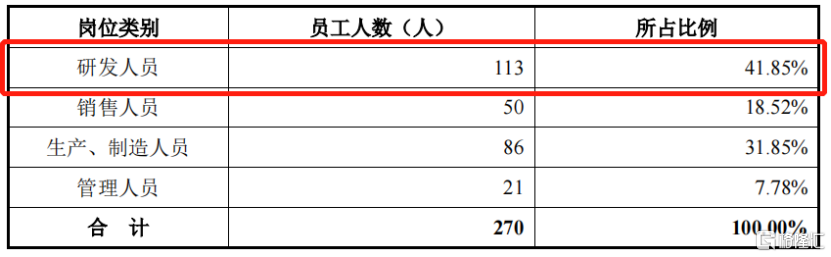 岗位类别 员工人数（人） 所占比例
研发人员 113 41.85%
销售人员 50 18.52%
生产、制造人员 86 31.85%
管理人员 21 7.78%
合 计 270 100.00%
格隆汇